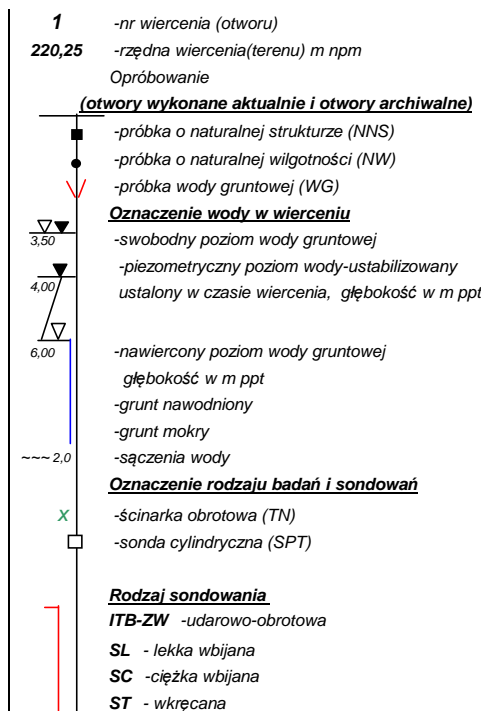 1 -nr wiercenia (otworu)
220,25 -rzędna wiercenia(terenu) m npm
Opróbowanie
(otwory wykonane aktualnie i otwory archiwalne)
-próbka o naturalnej strukturze (NNS)
-próbka o naturalnej wilgotności (NW)
-próbka wody gruntowej (WG)
Oznaczenie wody w wierceniu
3,50 -swobodny poziom wody gruntowej
-piezometryczny poziom wody-ustabilizowany
4,00 ustalony w czasie wiercenia, głębokość w m ppt
6,00 -nawiercony poziom wody gruntowej
głębokość w m ppt
-grunt nawodniony
-grunt mokry
~~~ 2,0 -sączenia wody
Oznaczenie rodzaju badań i sondowań
x -ścinarka obrotowa (TN)
-sonda cylindryczna (SPT)
Rodzaj sondowania
ITB-ZW -udarowo-obrotowa
SL - lekka wbijana
SC -ciężka wbijana
ST - wkręcana